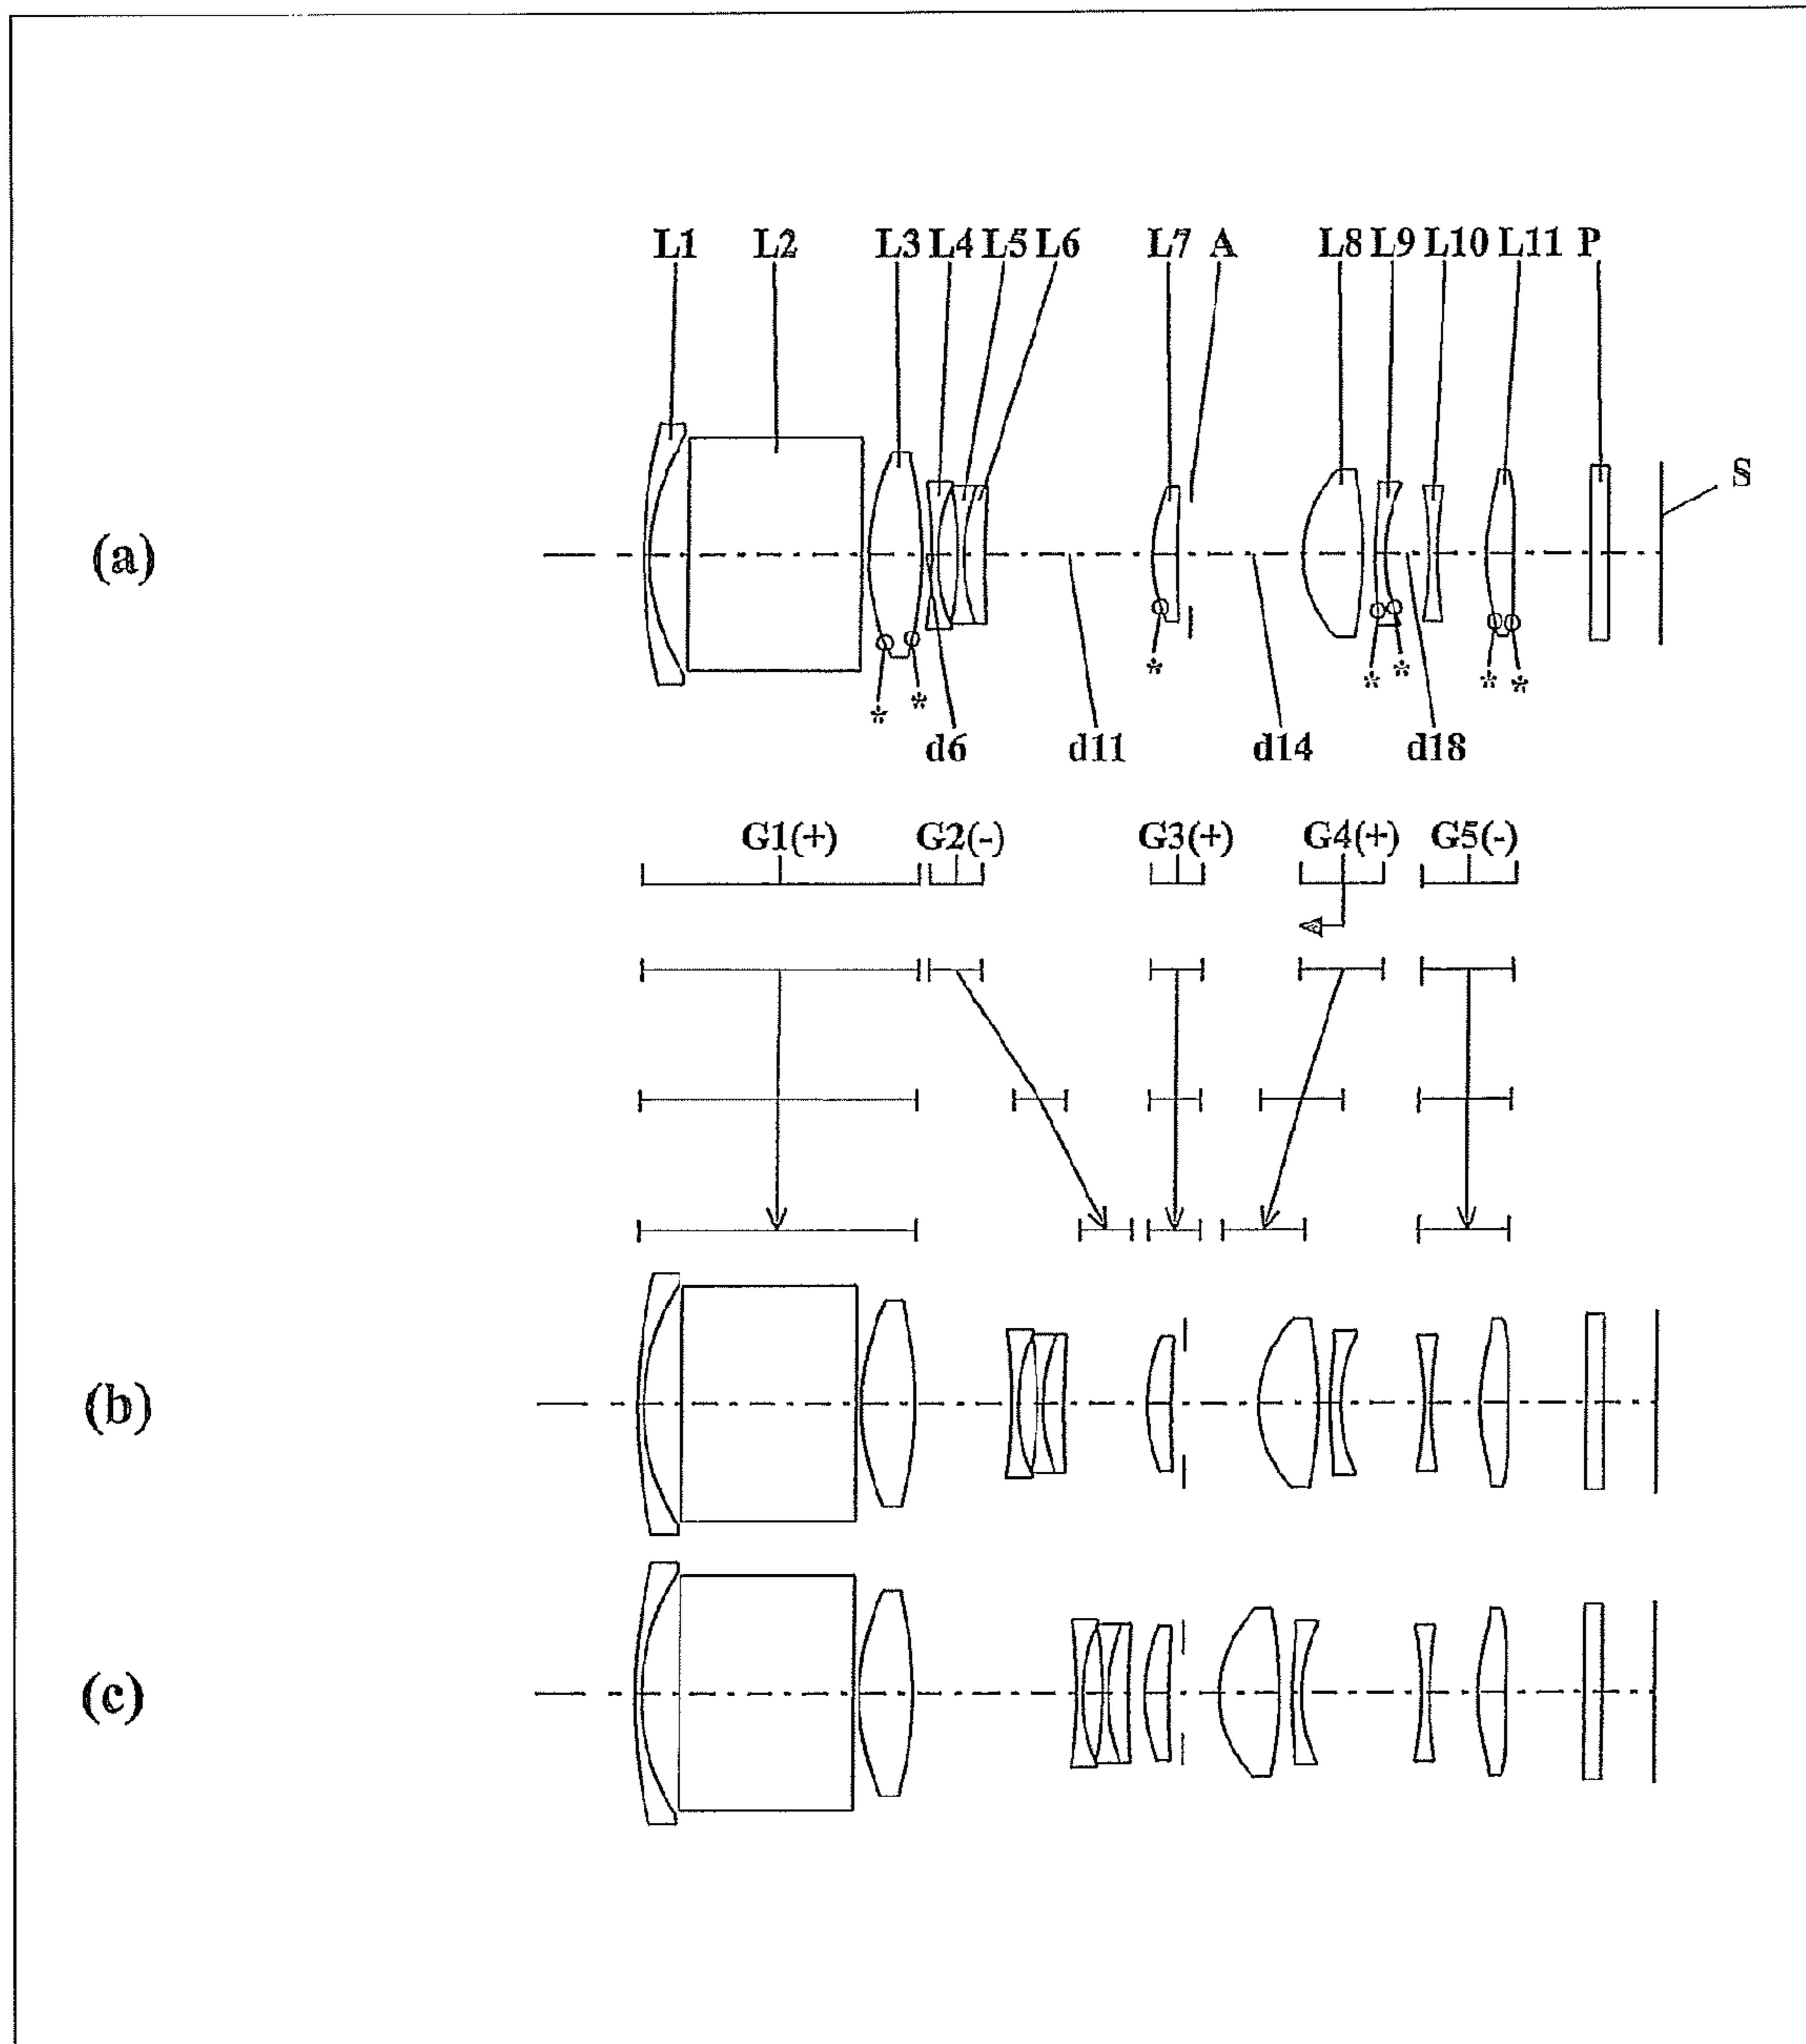 L1 L2 L3 L4 L5 L6 L7 A L8 L9 L10 L11 P
S
(a)
* * * * * * *
d6 d11 d14 d18
G1(+) G2(-) G3(+) G4(+) G5(-)
(b)
(c)